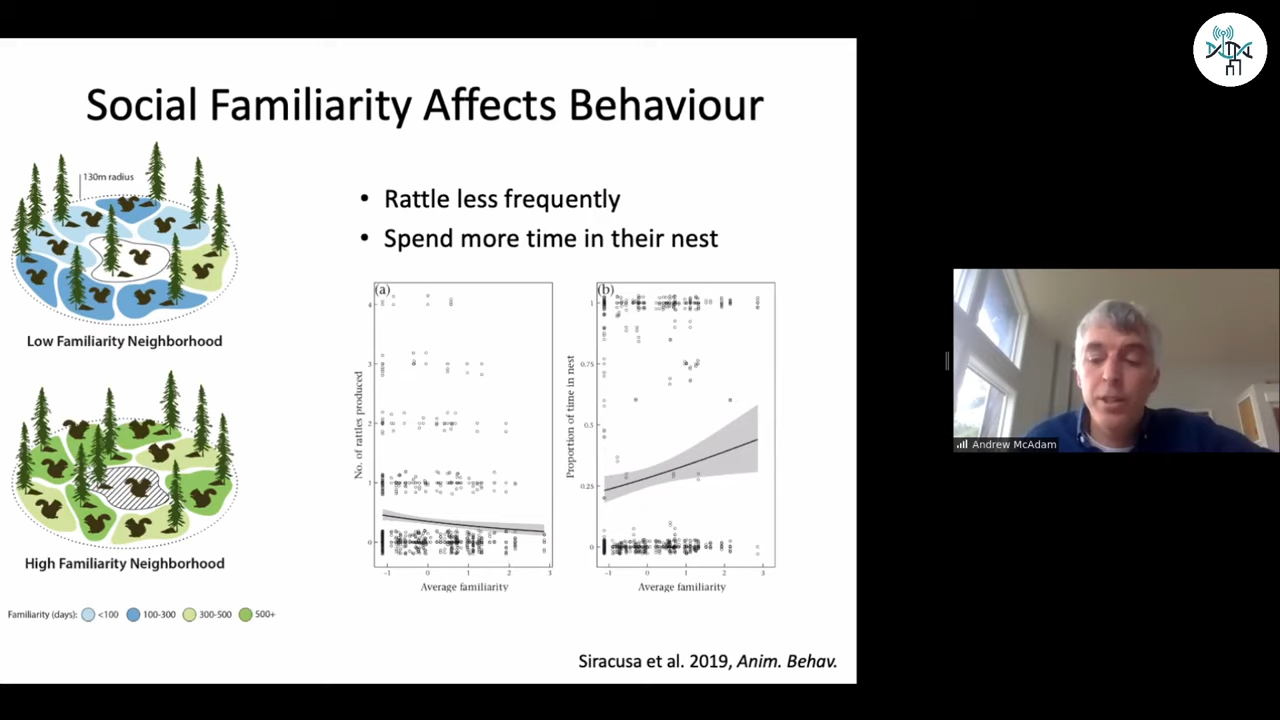 Social Familiarity Affects Behaviour
130m radius
Low Familiarity Neighborhood
High Familiarity Neighborhood
Familiarity (days): <100 100-300 300-500 500+
• Rattle less frequently
• Spend more time in their nest
(a)
No. of rattles produced
4
3
2
1
0
-1 0 1 2 3
Average familiarity
(b)
Proportion of time in nest
1
0.75
0.5
0.25
0
-1 0 1 2 3
Average familiarity
Siracusa et al. 2019, Anim. Behav.
Andrew McAdam